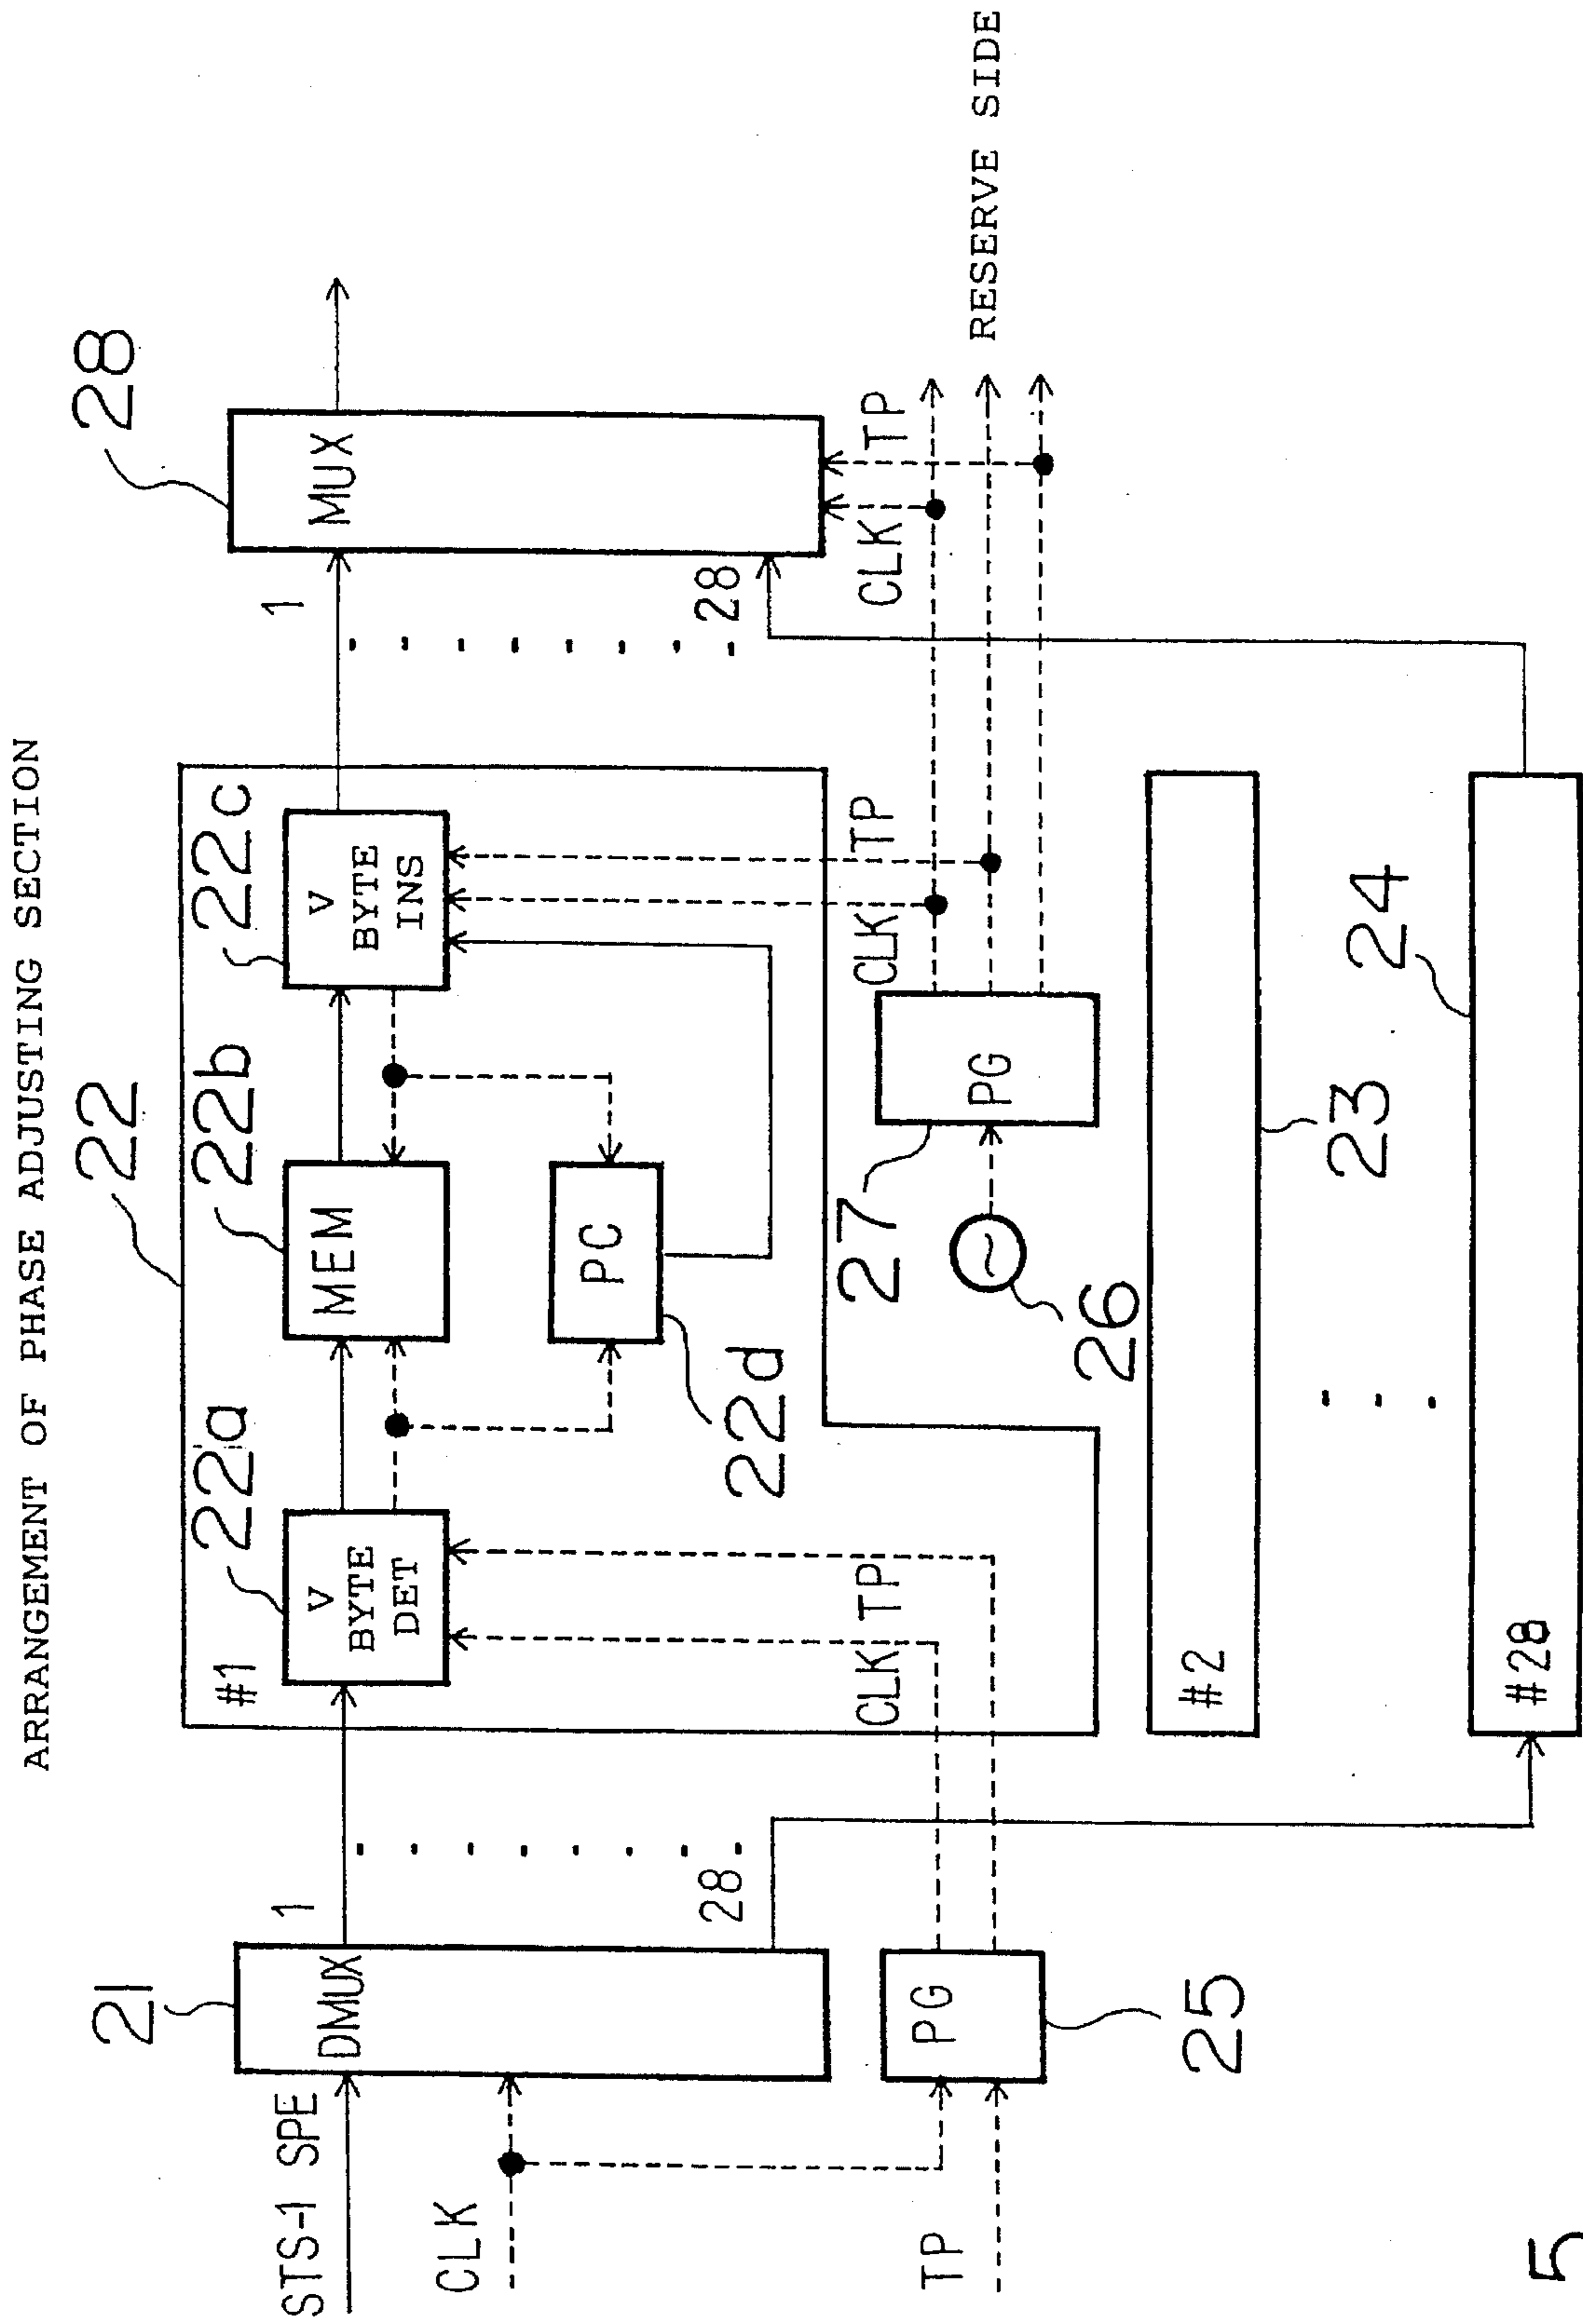 ARRANGEMENT OF PHASE ADJUSTING SECTION
21
22
28
22a
22b
22c
#1
STS-1 SPE
DMUX
1
V
BYTE
DET
MEM
V
BYTE
INS
1
MUX
CLK
PC
22d
28
28
CLK TP
CLK TP
CLK TP
TP
PG
25
27
26
PG
RESERVE SIDE
#2
23
#28
24
5